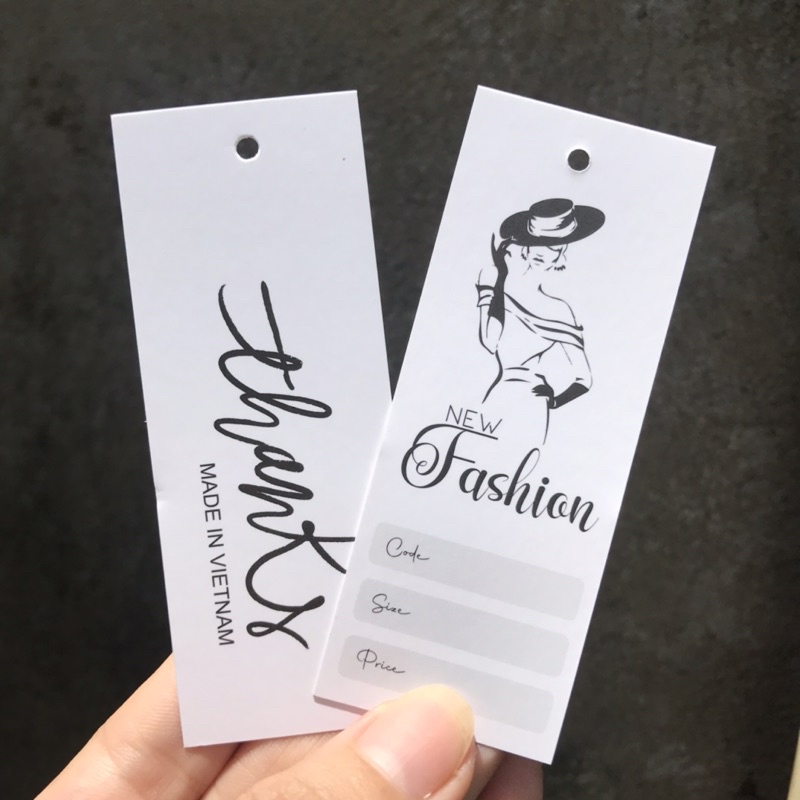 thanks
MADE IN VIETNAM
NEW
Fashion
Code
Size
Price